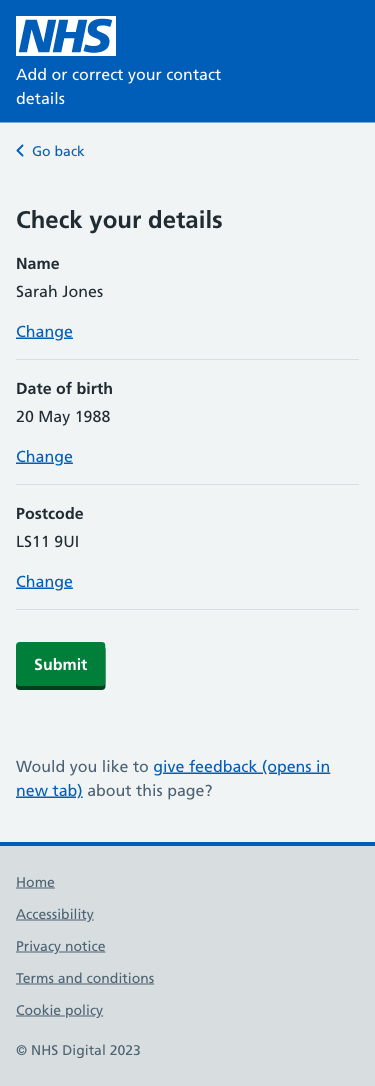 NHS
Add or correct your contact
details
Go back
Check your details
Name
Sarah Jones
Change
Date of birth
20 May 1988
Change
Postcode
LS11 9UI
Change
Submit
Would you like to give feedback (opens in
new tab) about this page?
Home
Accessibility
Privacy notice
Terms and conditions
Cookie policy
© NHS Digital 2023